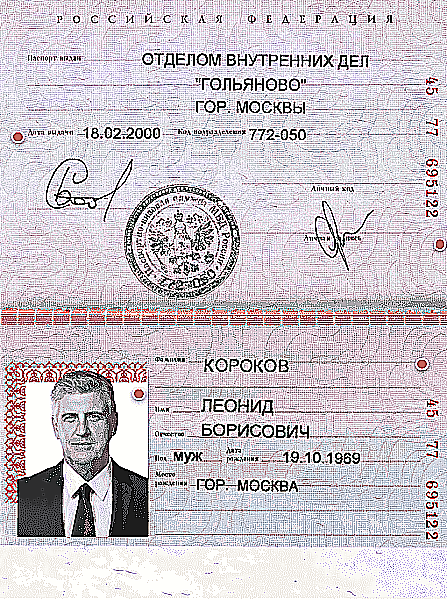 РОССИЙСКАЯ ФЕДЕРАЦИЯ
Паспорт выдан ОТДЕЛОМ ВНУТРЕННИХ ДЕЛ
"ГОЛЬЯНОВО"
ГОР. МОСКВЫ
Дата выдачи 18.02.2000 Код подразделения 772-050
Личный код
Личная подпись
45 77 695122
Фамилия КОРОКОВ
Имя ЛЕОНИД
Отчество БОРИСОВИЧ
Пол МУЖ Дата рождения 19.10.1969
Место рождения ГОР. МОСКВА
45 77 695122